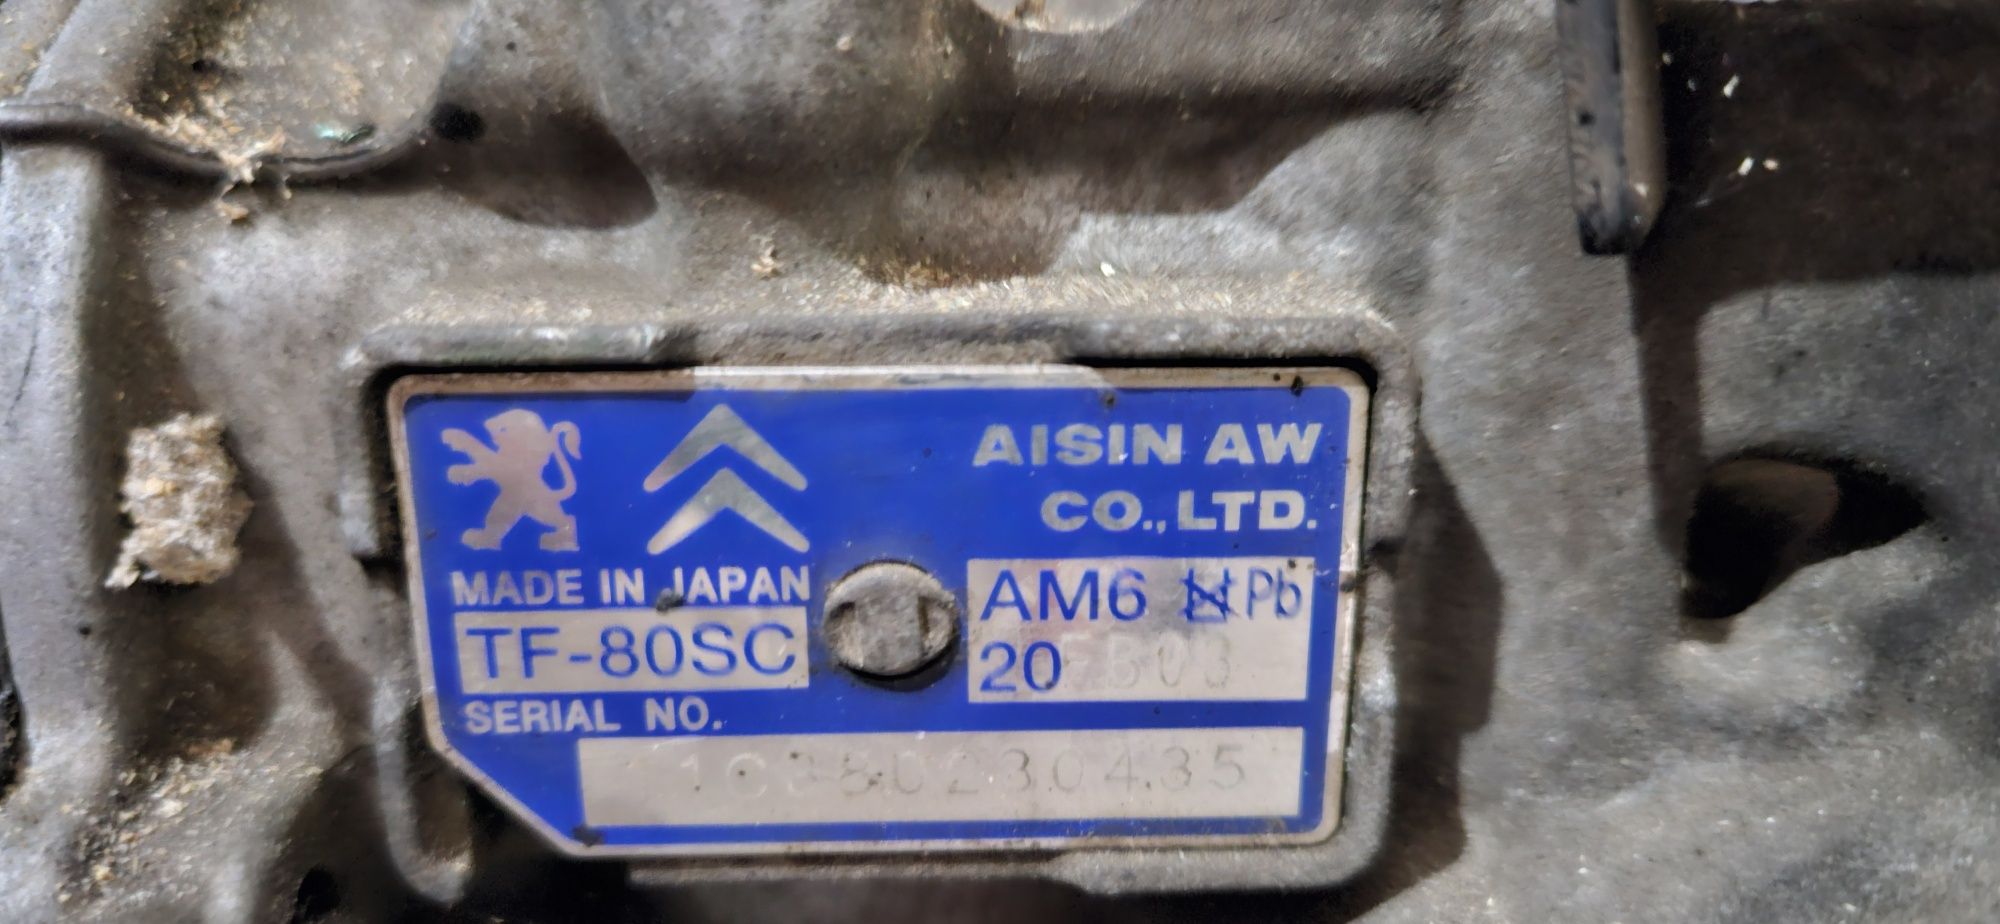 AISIN AW
CO., LTD.
MADE IN JAPAN
TF-80SC
AM6 Pb
20
SERIAL NO.